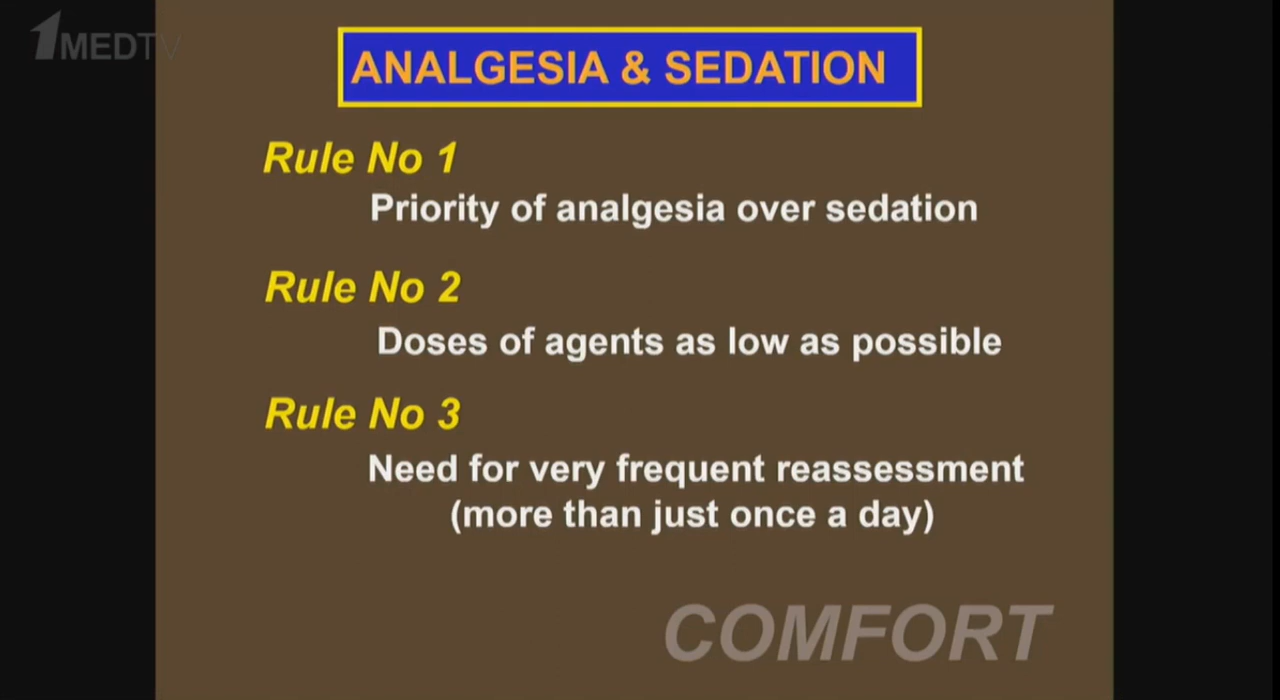 1MEDTV
ANALGESIA & SEDATION
Rule No 1
Priority of analgesia over sedation
Rule No 2
Doses of agents as low as possible
Rule No 3
Need for very frequent reassessment
(more than just once a day)
COMFORT